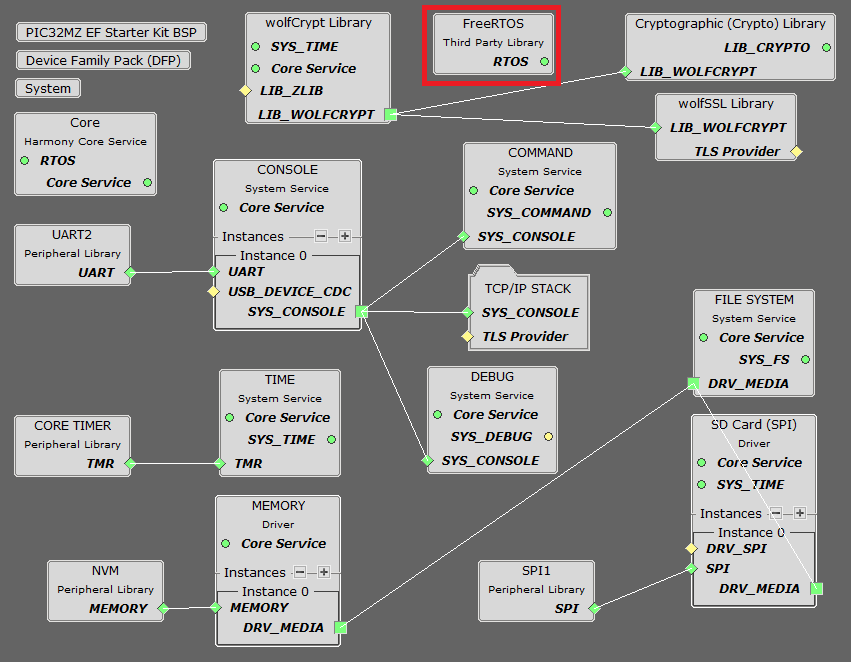 PIC32MZ EF Starter Kit BSP
Device Family Pack (DFP)
System
Core
Harmony Core Service
RTOS
Core Service
wolfCrypt Library
SYS_TIME
Core Service
LIB_ZLIB
LIB_WOLFCRYPT
FreeRTOS
Third Party Library
RTOS
Cryptographic (Crypto) Library
LIB_CRYPTO
LIB_WOLFCRYPT
wolfSSL Library
LIB_WOLFCRYPT
TLS Provider
CONSOLE
System Service
Core Service
Instances
Instance 0
UART
USB_DEVICE_CDC
SYS_CONSOLE
COMMAND
System Service
Core Service
SYS_COMMAND
SYS_CONSOLE
UART2
Peripheral Library
UART
TCP/IP STACK
SYS_CONSOLE
TLS Provider
FILE SYSTEM
System Service
Core Service
SYS_FS
DRV_MEDIA
TIME
System Service
Core Service
SYS_TIME
TMR
DEBUG
System Service
Core Service
SYS_DEBUG
SYS_CONSOLE
CORE TIMER
Peripheral Library
TMR
SD Card (SPI)
Driver
Core Service
SYS_TIME
Instances
Instance 0
DRV_SPI
SPI
DRV_MEDIA
MEMORY
Driver
Core Service
Instances
Instance 0
MEMORY
DRV_MEDIA
NVM
Peripheral Library
MEMORY
SPI1
Peripheral Library
SPI